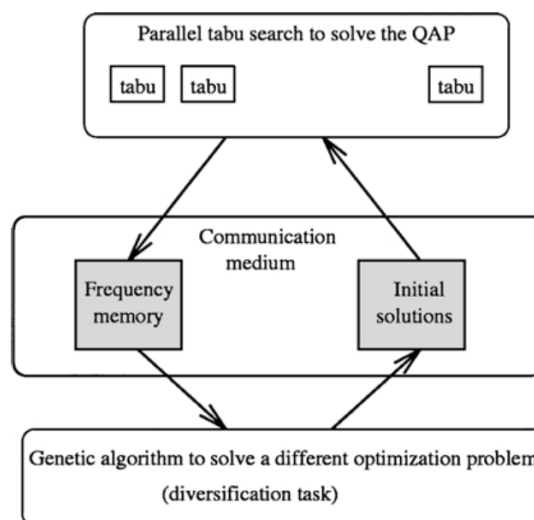 Parallel tabu search to solve the QAP
tabu
tabu
tabu
Communication
medium
Frequency
memory
Initial
solutions
Genetic algorithm to solve a different optimization problem
(diversification task)